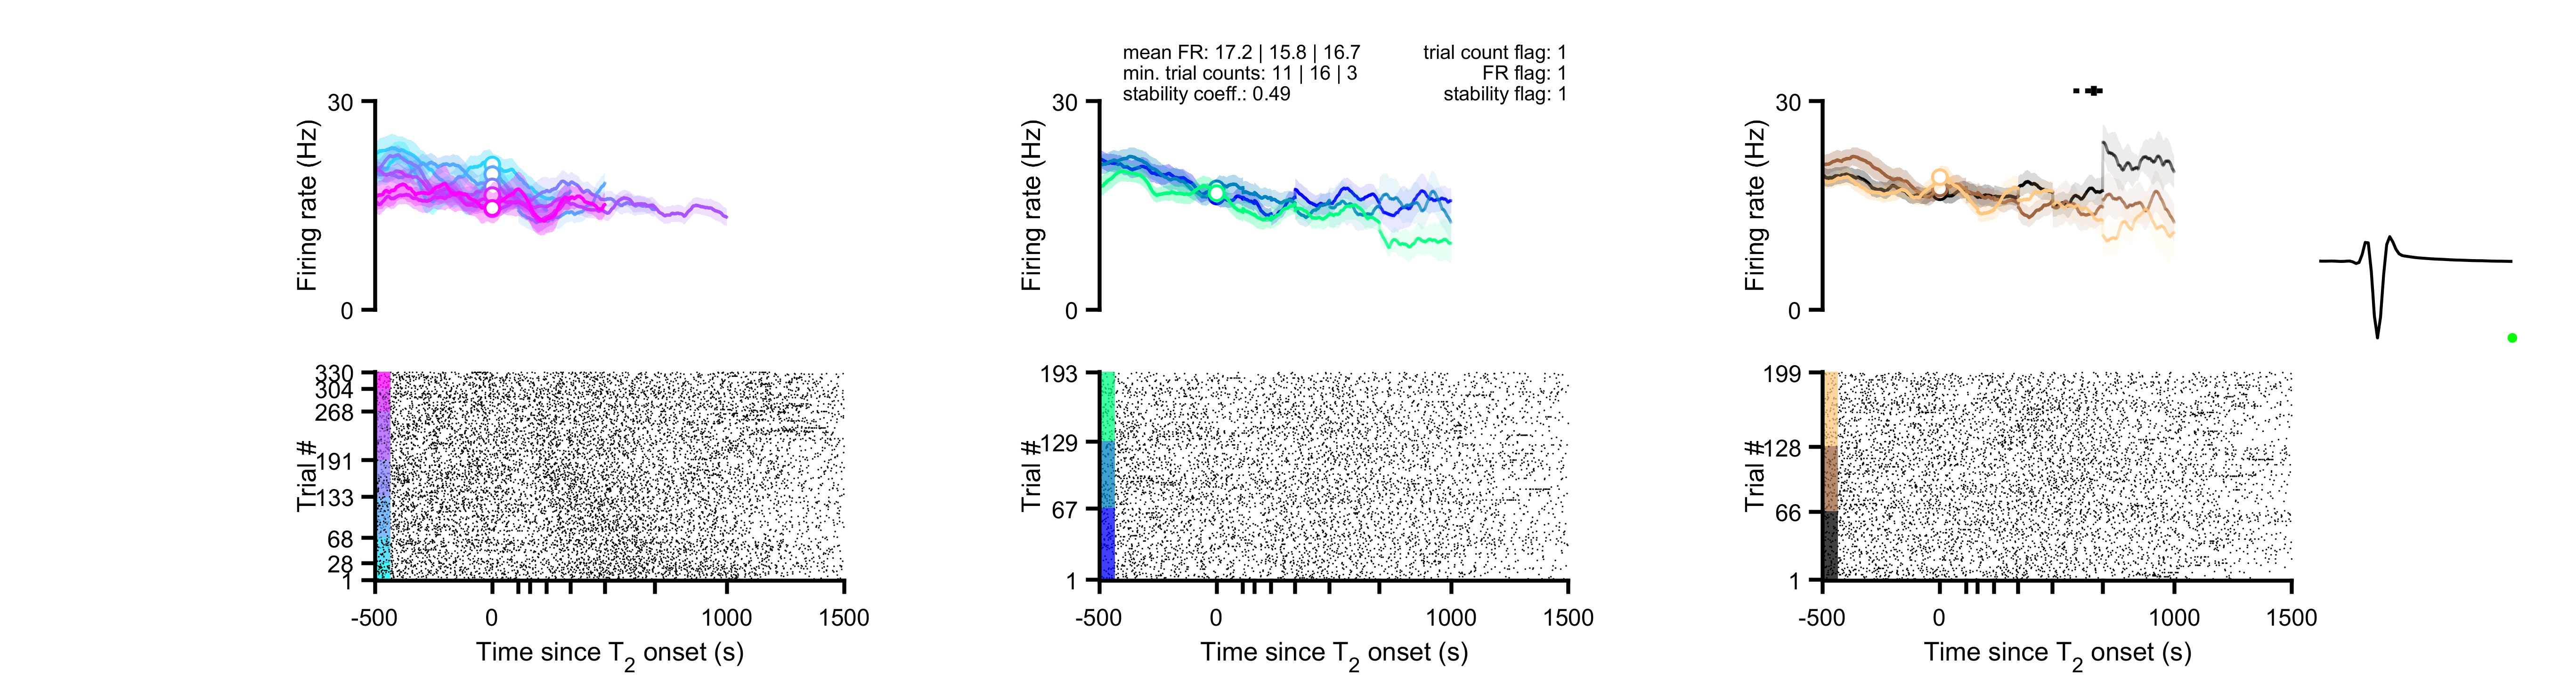 mean FR: 17.2 | 15.8 | 16.7
min. trial counts: 11 | 16 | 3
stability coeff.: 0.49
trial count flag: 1
FR flag: 1
stability flag: 1
30
Firing rate (Hz)
0
30
Firing rate (Hz)
0
30
Firing rate (Hz)
0
330
304
268
191
133
68
28
1
Trial #
-500
0
1000
1500
Time since T2 onset (s)
193
129
67
1
Trial #
-500
0
1000
1500
Time since T2 onset (s)
199
128
66
1
Trial #
-500
0
1000
1500
Time since T2 onset (s)